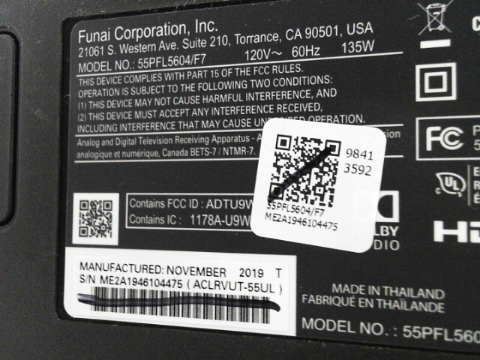 Funai Corporation, Inc.
21061 S. Western Ave. Suite 210, Torrance, CA 90501, USA
MODEL NO.: 55PFL5604/F7 120V~ 60Hz 135W
THIS DEVICE COMPLIES WITH PART 15 OF THE FCC RULES.
OPERATION IS SUBJECT TO THE FOLLOWING TWO CONDITIONS:
(1) THIS DEVICE MAY NOT CAUSE HARMFUL INTERFERENCE, AND
(2) THIS DEVICE MUST ACCEPT ANY INTERFERENCE RECEIVED,
INCLUDING INTERFERENCE THAT MAY CAUSE OPERATION.
Analog and Digital Television Receiving Apparatus -
analogique et numérique, Canada BETS-7 / NTMR-7.
9841
3592
55PFL5604/F7
ME2A1946104475
Contains FCC ID : ADTU9W
Contains IC : 1178A-U9W
FC
UL
LBY
DIO
MANUFACTURED: NOVEMBER 2019 T
S/N ME2A1946104475 ( ACLRVUT-55UL )
MADE IN THAILAND
FABRIQUÉ EN THAÏLANDE
MODEL NO. : 55PFL560